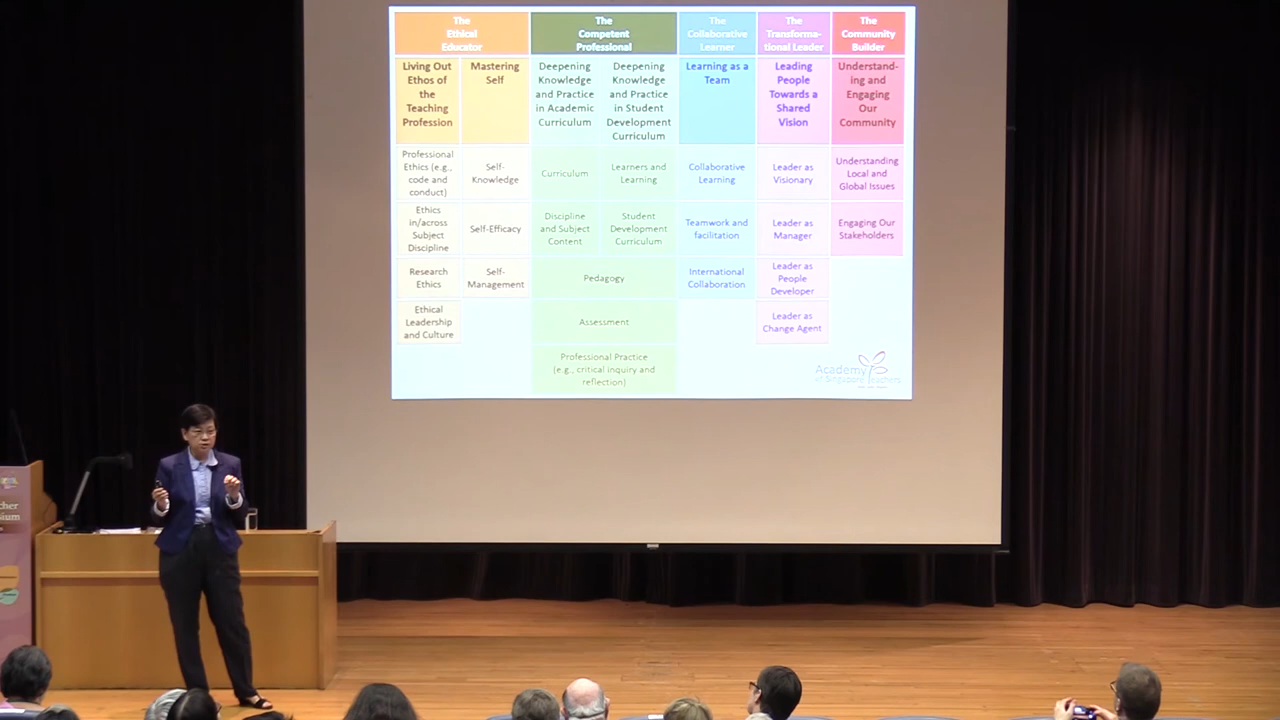 The
Ethical
Educator
The
Competent
Professional
The
Collaborative
Learner
The
Transforma-
tional Leader
The
Community
Builder
Living Out
Ethos of
the
Teaching
Profession
Mastering
Self
Deepening
Knowledge
and Practice
in Academic
Curriculum
Deepening
Knowledge
and Practice
in Student
Development
Curriculum
Learning as a
Team
Leading
People
Towards a
Shared
Vision
Understand-
ing and
Engaging
Our
Community
Professional
Ethics (e.g.,
code and
conduct)
Self-
Knowledge
Curriculum
Learners and
Learning
Collaborative
Learning
Leader as
Visionary
Understanding
Local and
Global Issues
Ethics
in/across
Subject
Discipline
Self-Efficacy
Discipline
and Subject
Content
Student
Development
Curriculum
Teamwork and
facilitation
Leader as
Manager
Engaging Our
Stakeholders
Research
Ethics
Self-
Management
Pedagogy
International
Collaboration
Leader as
People
Developer
Ethical
Leadership
and Culture
Assessment
Leader as
Change Agent
Professional Practice
(e.g., critical inquiry and
reflection)
Academy
of Singapore Teachers
cher
sium